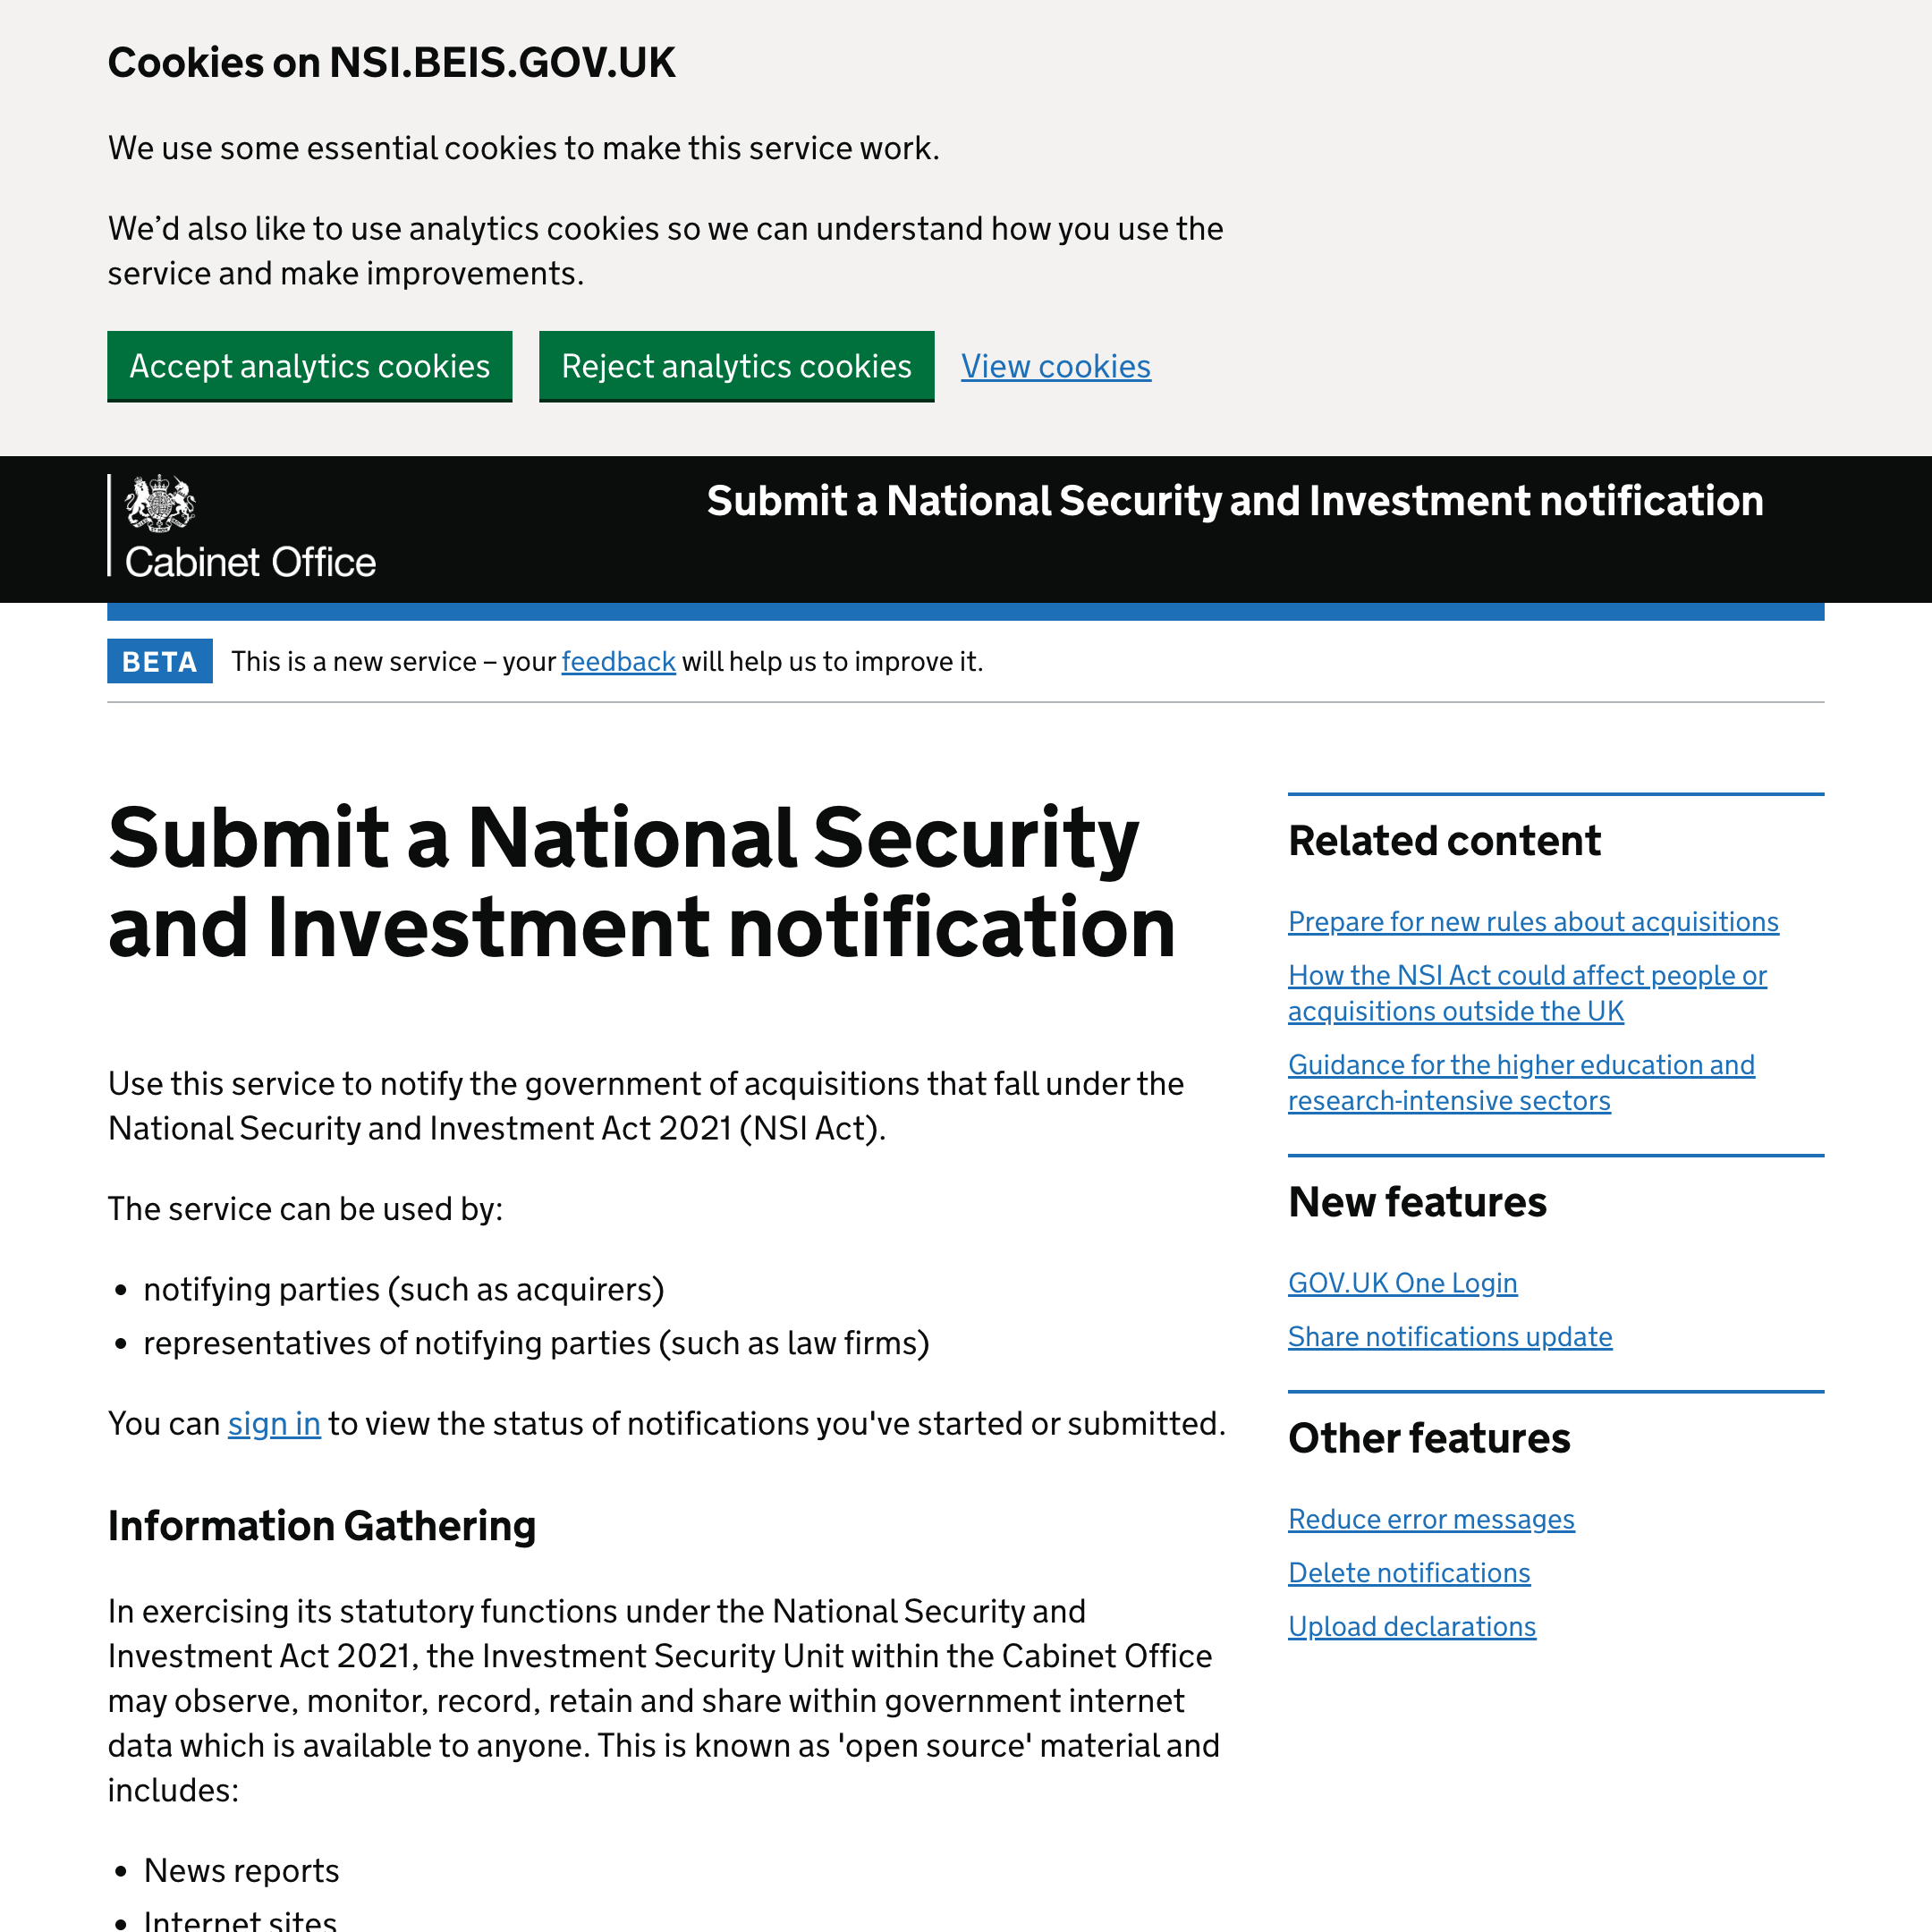 Cookies on NSI.BEIS.GOV.UK
We use some essential cookies to make this service work.
We’d also like to use analytics cookies so we can understand how you use the
service and make improvements.
Accept analytics cookies
Reject analytics cookies
View cookies
Cabinet Office
Submit a National Security and Investment notification
BETA
This is a new service – your feedback will help us to improve it.
Submit a National Security
and Investment notification
Use this service to notify the government of acquisitions that fall under the
National Security and Investment Act 2021 (NSI Act).
The service can be used by:
• notifying parties (such as acquirers)
• representatives of notifying parties (such as law firms)
You can sign in to view the status of notifications you've started or submitted.
Information Gathering
In exercising its statutory functions under the National Security and
Investment Act 2021, the Investment Security Unit within the Cabinet Office
may observe, monitor, record, retain and share within government internet
data which is available to anyone. This is known as 'open source' material and
includes:
• News reports
• Internet sites
Related content
Prepare for new rules about acquisitions
How the NSI Act could affect people or
acquisitions outside the UK
Guidance for the higher education and
research-intensive sectors
New features
GOV.UK One Login
Share notifications update
Other features
Reduce error messages
Delete notifications
Upload declarations